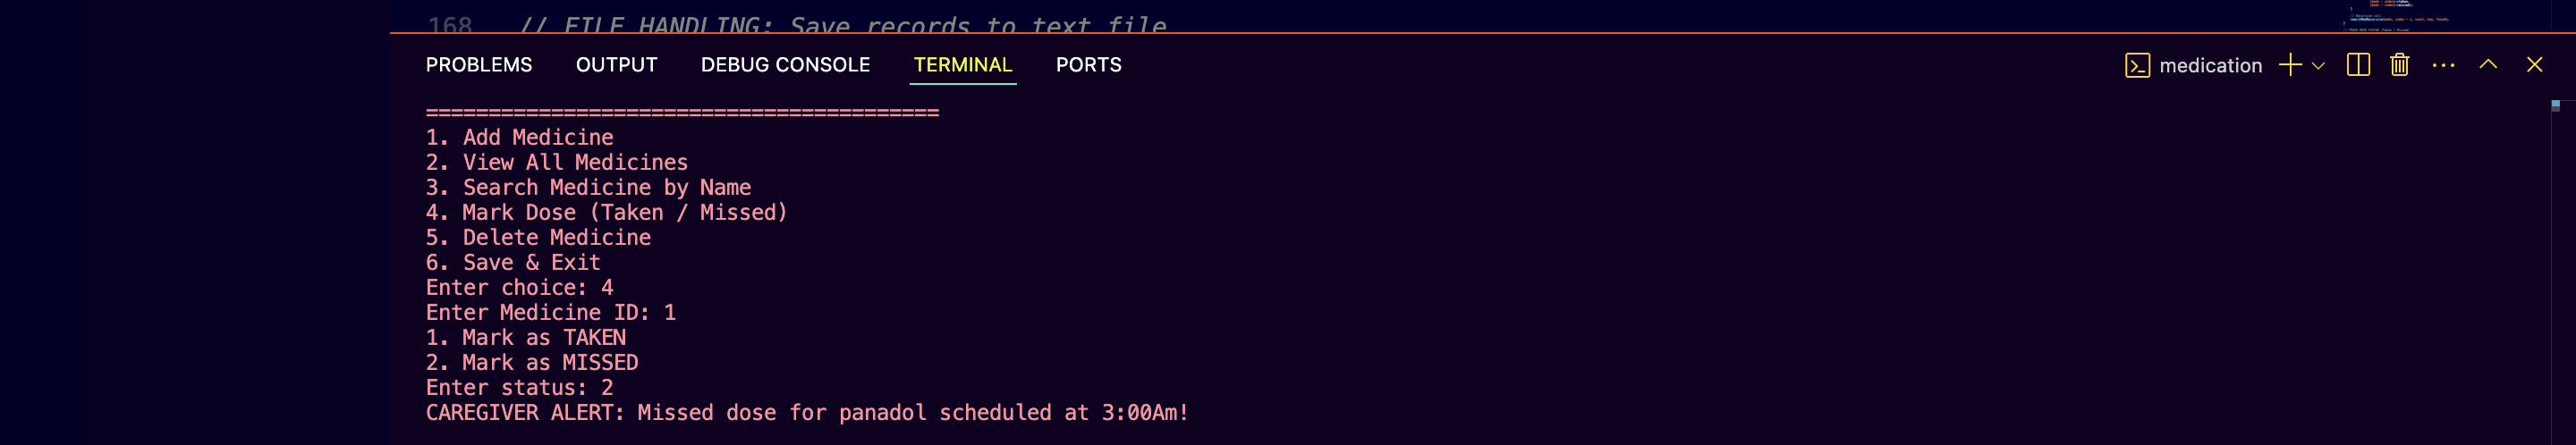 168 // FILE HANDLING: Save records to text file
PROBLEMS OUTPUT DEBUG CONSOLE TERMINAL PORTS medication
=========================================
1. Add Medicine
2. View All Medicines
3. Search Medicine by Name
4. Mark Dose (Taken / Missed)
5. Delete Medicine
6. Save & Exit
Enter choice: 4
Enter Medicine ID: 1
1. Mark as TAKEN
2. Mark as MISSED
Enter status: 2
CAREGIVER ALERT: Missed dose for panadol scheduled at 3:00Am!